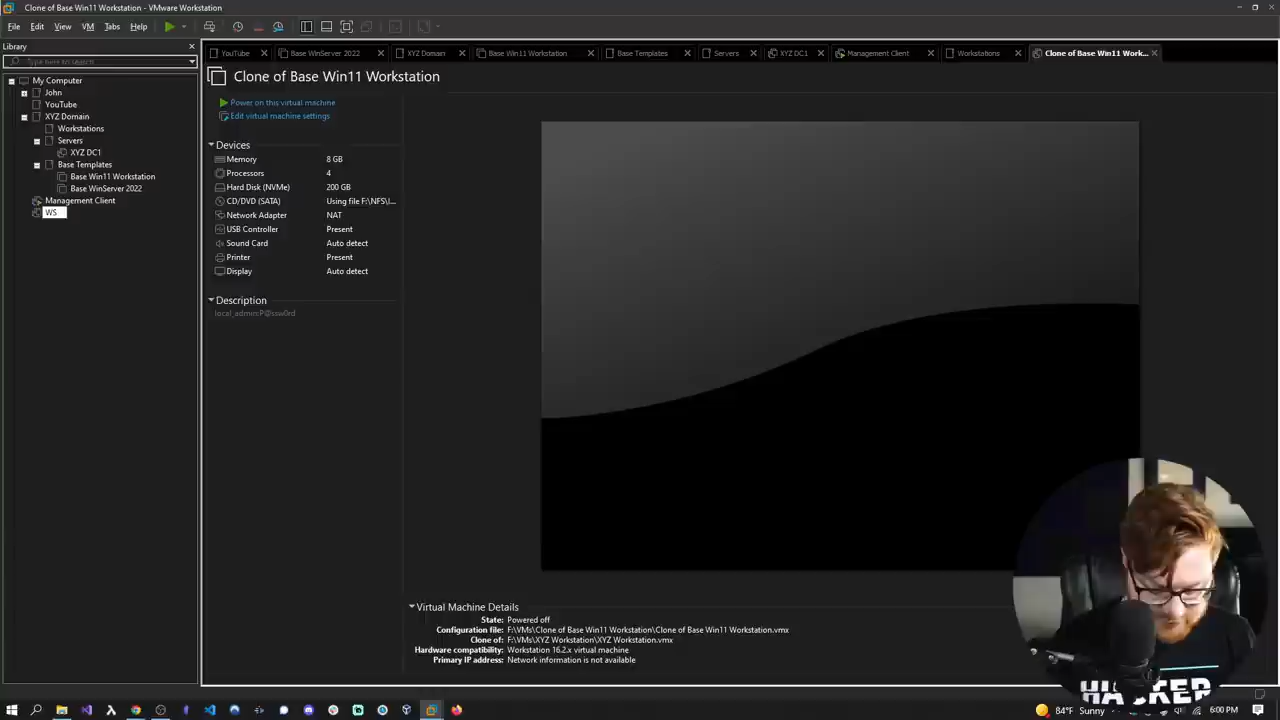 Clone of Base Win11 Workstation - VMware Workstation
File Edit View VM Tabs Help
Library
Type here to search
My Computer
John
YouTube
XYZ Domain
Workstations
Servers
XYZ DC1
Base Templates
Base Win11 Workstation
Base WinServer 2022
Management Client
WS
YouTube Base WinServer 2022 XYZ Domain Base Win11 Workstation Base Templates Servers XYZ DC1 Management Client Workstations Clone of Base Win11 Work...
Clone of Base Win11 Workstation
Power on this virtual machine
Edit virtual machine settings
Devices
Memory 8 GB
Processors 4
Hard Disk (NVMe) 200 GB
CD/DVD (SATA) Using file F:\NFS\I...
Network Adapter NAT
USB Controller Present
Sound Card Auto detect
Printer Present
Display Auto detect
Description
local_admin:P@ssw0rd
Virtual Machine Details
State: Powered off
Configuration file: F:\VMs\Clone of Base Win11 Workstation\Clone of Base Win11 Workstation.vmx
Clone of: F:\VMs\XYZ Workstation\XYZ Workstation.vmx
Hardware compatibility: Workstation 16.2.x virtual machine
Primary IP address: Network information is not available
HACKER
84°F Sunny 6:00 PM